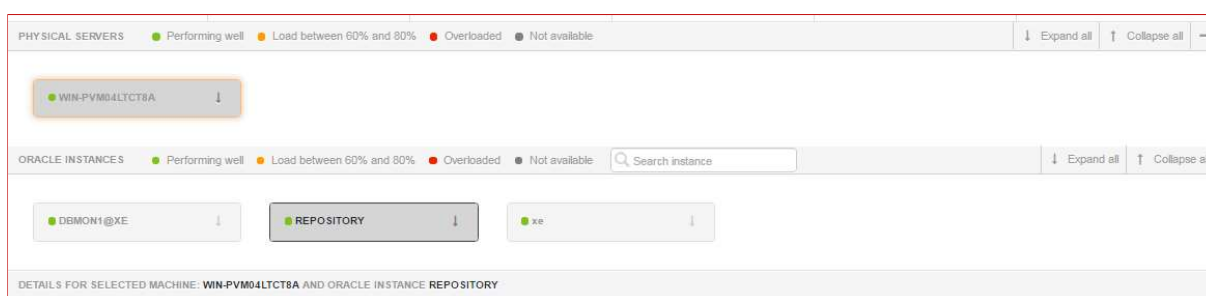 PHYSICAL SERVERS Performing well Load between 60% and 80% Overloaded Not available Expand all Collapse all
WIN-PVM04LTCT8A
ORACLE INSTANCES Performing well Load between 60% and 80% Overloaded Not available Search instance Expand all Collapse a
DBMON1@XE REPOSITORY xe
DETAILS FOR SELECTED MACHINE: WIN-PVM04LTCT8A AND ORACLE INSTANCE REPOSITORY